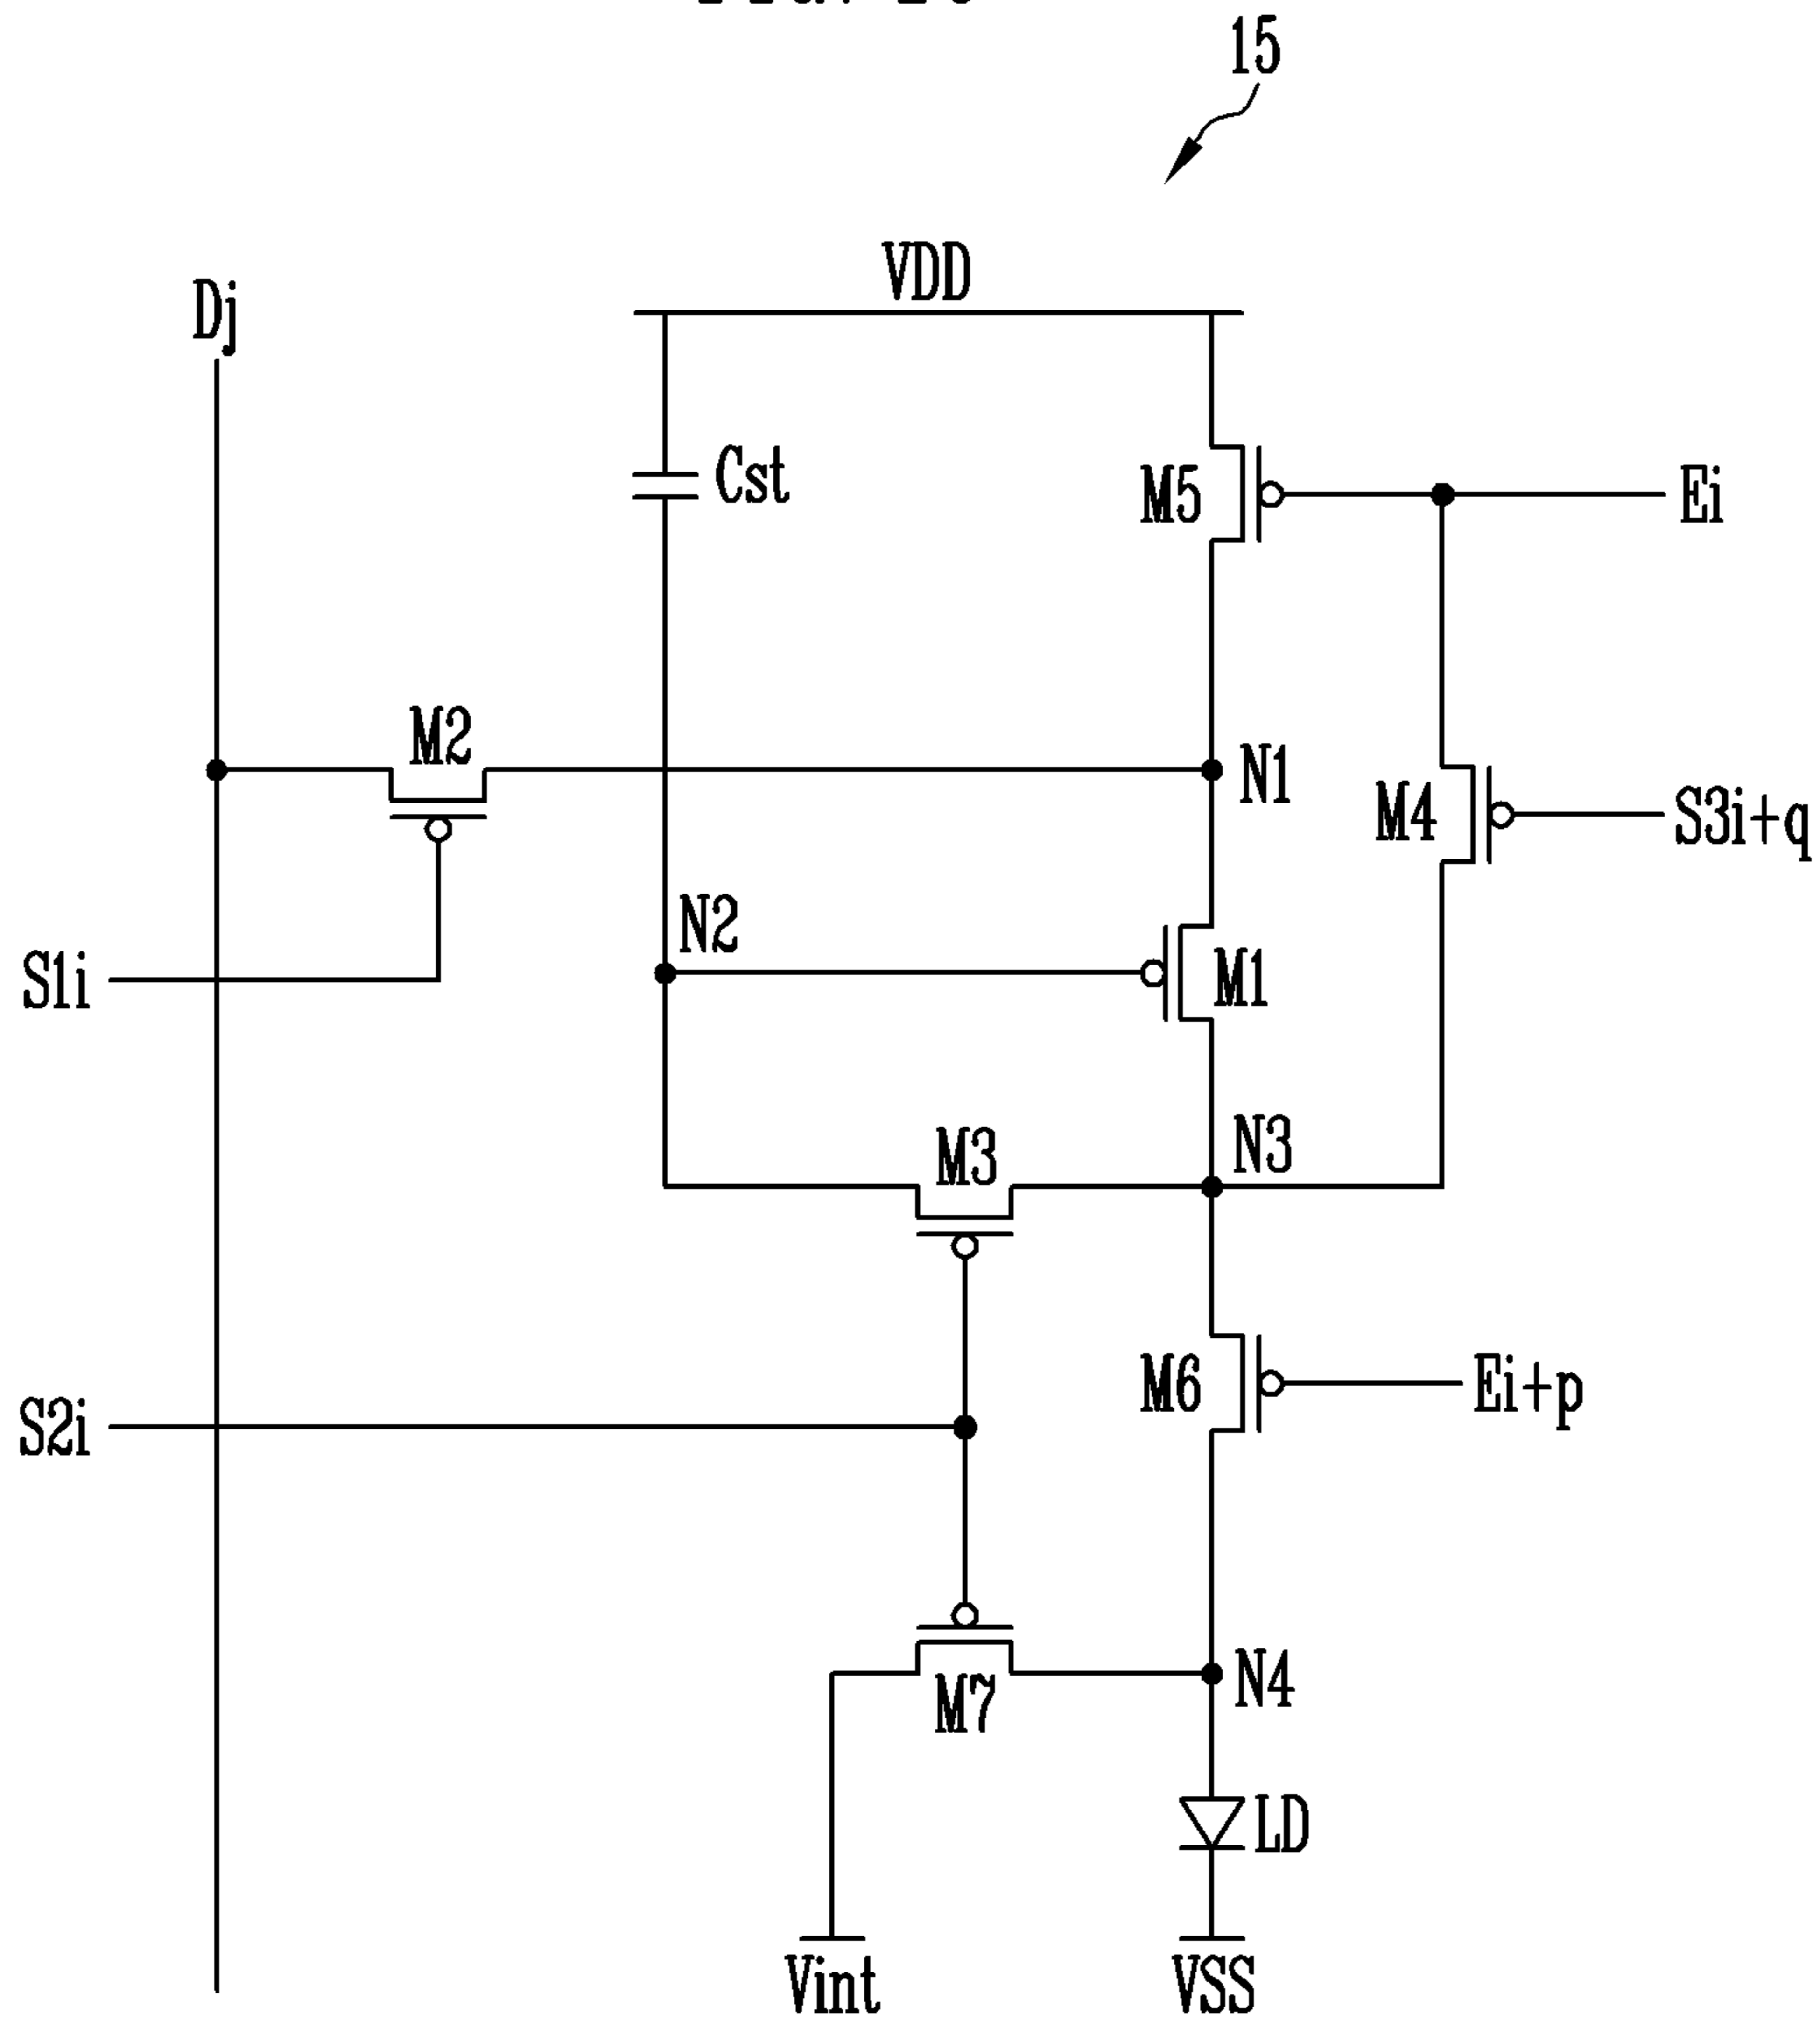 15
VDD
Dj
Cst
M5
Ei
M2
N1
M4
S3i+q
N2
S1i
M1
M3
N3
M6
Ei+p
S2i
N4
M7
LD
Vint
VSS